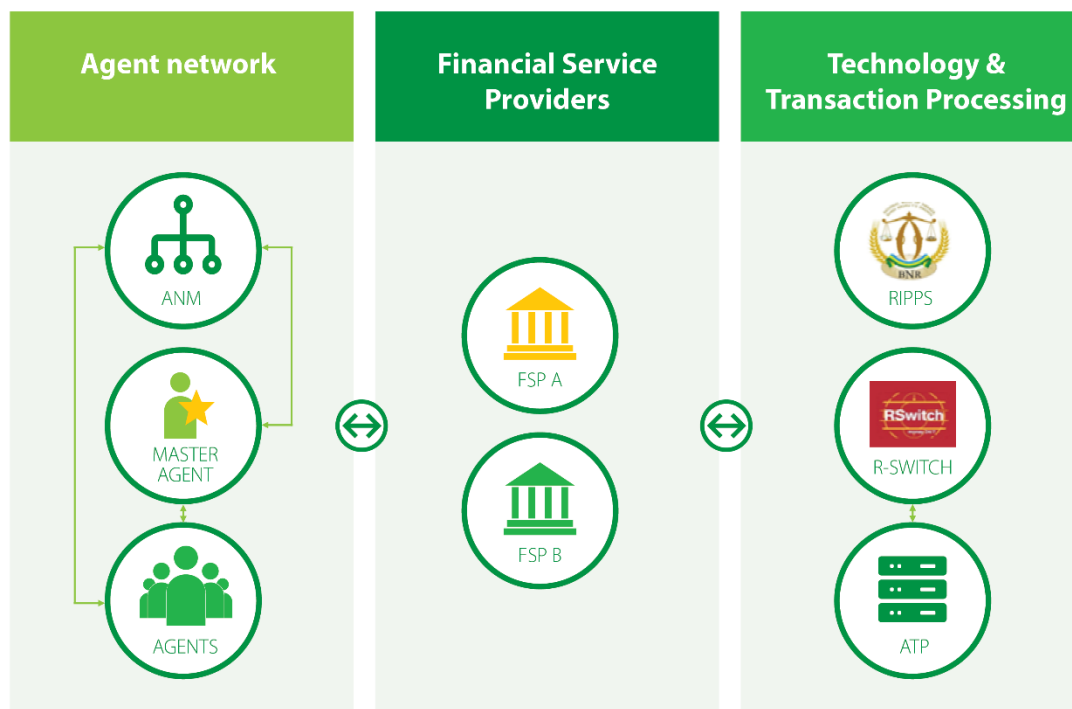 Agent network
Financial Service
Providers
Technology &
Transaction Processing
ANM
MASTER
AGENT
AGENTS
FSP A
FSP B
BNR
RIPPS
RSwitch
R-SWITCH
ATP